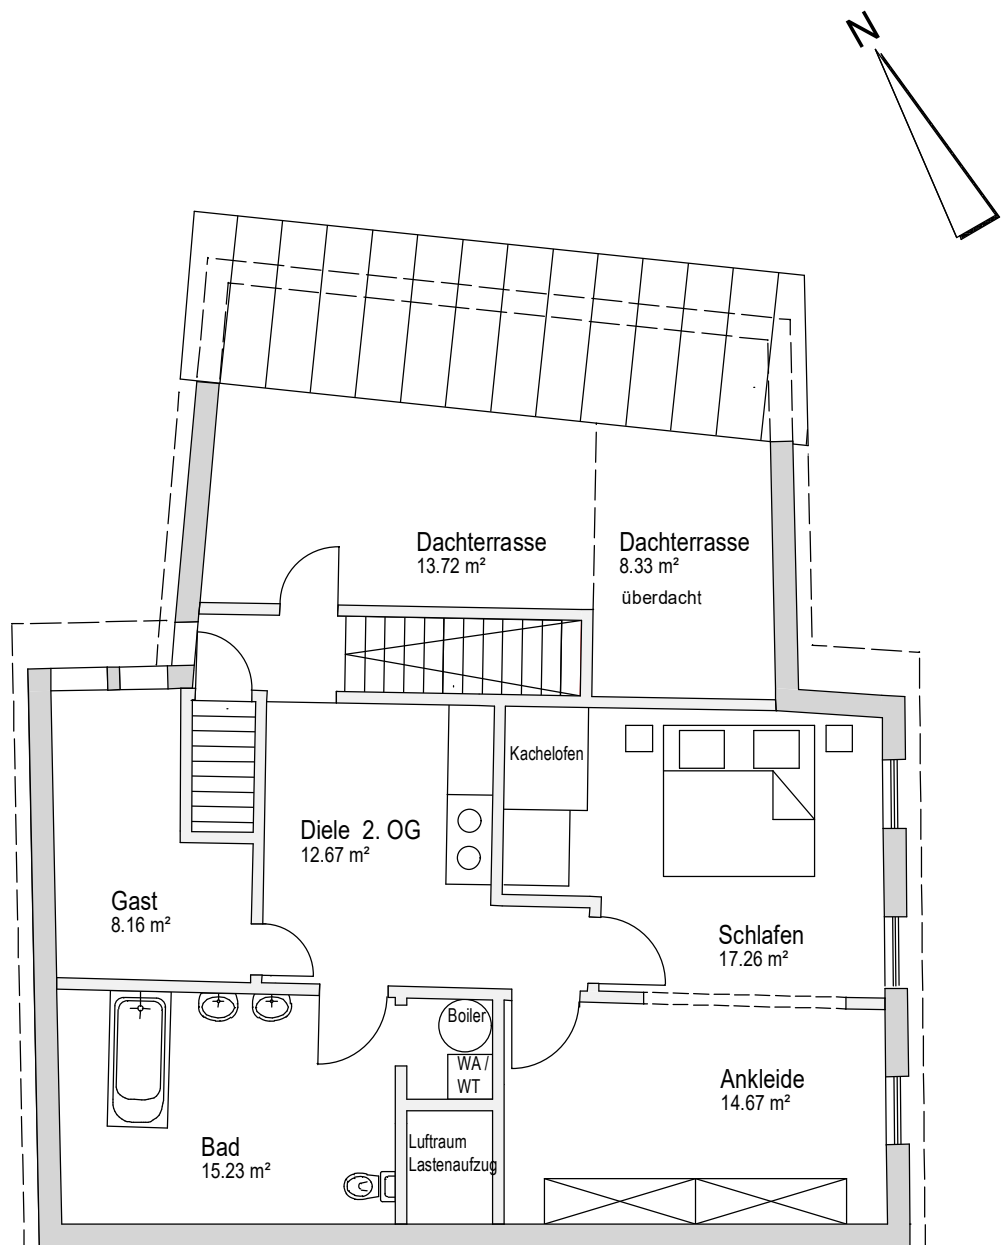 N
Dachterrasse
13.72 m²
Dachterrasse
8.33 m²
überdacht
Kachelofen
Diele 2. OG
12.67 m²
Gast
8.16 m²
Schlafen
17.26 m²
Boiler
WA /
WT
Ankleide
14.67 m²
Bad
15.23 m²
Luftraum
Lastenaufzug